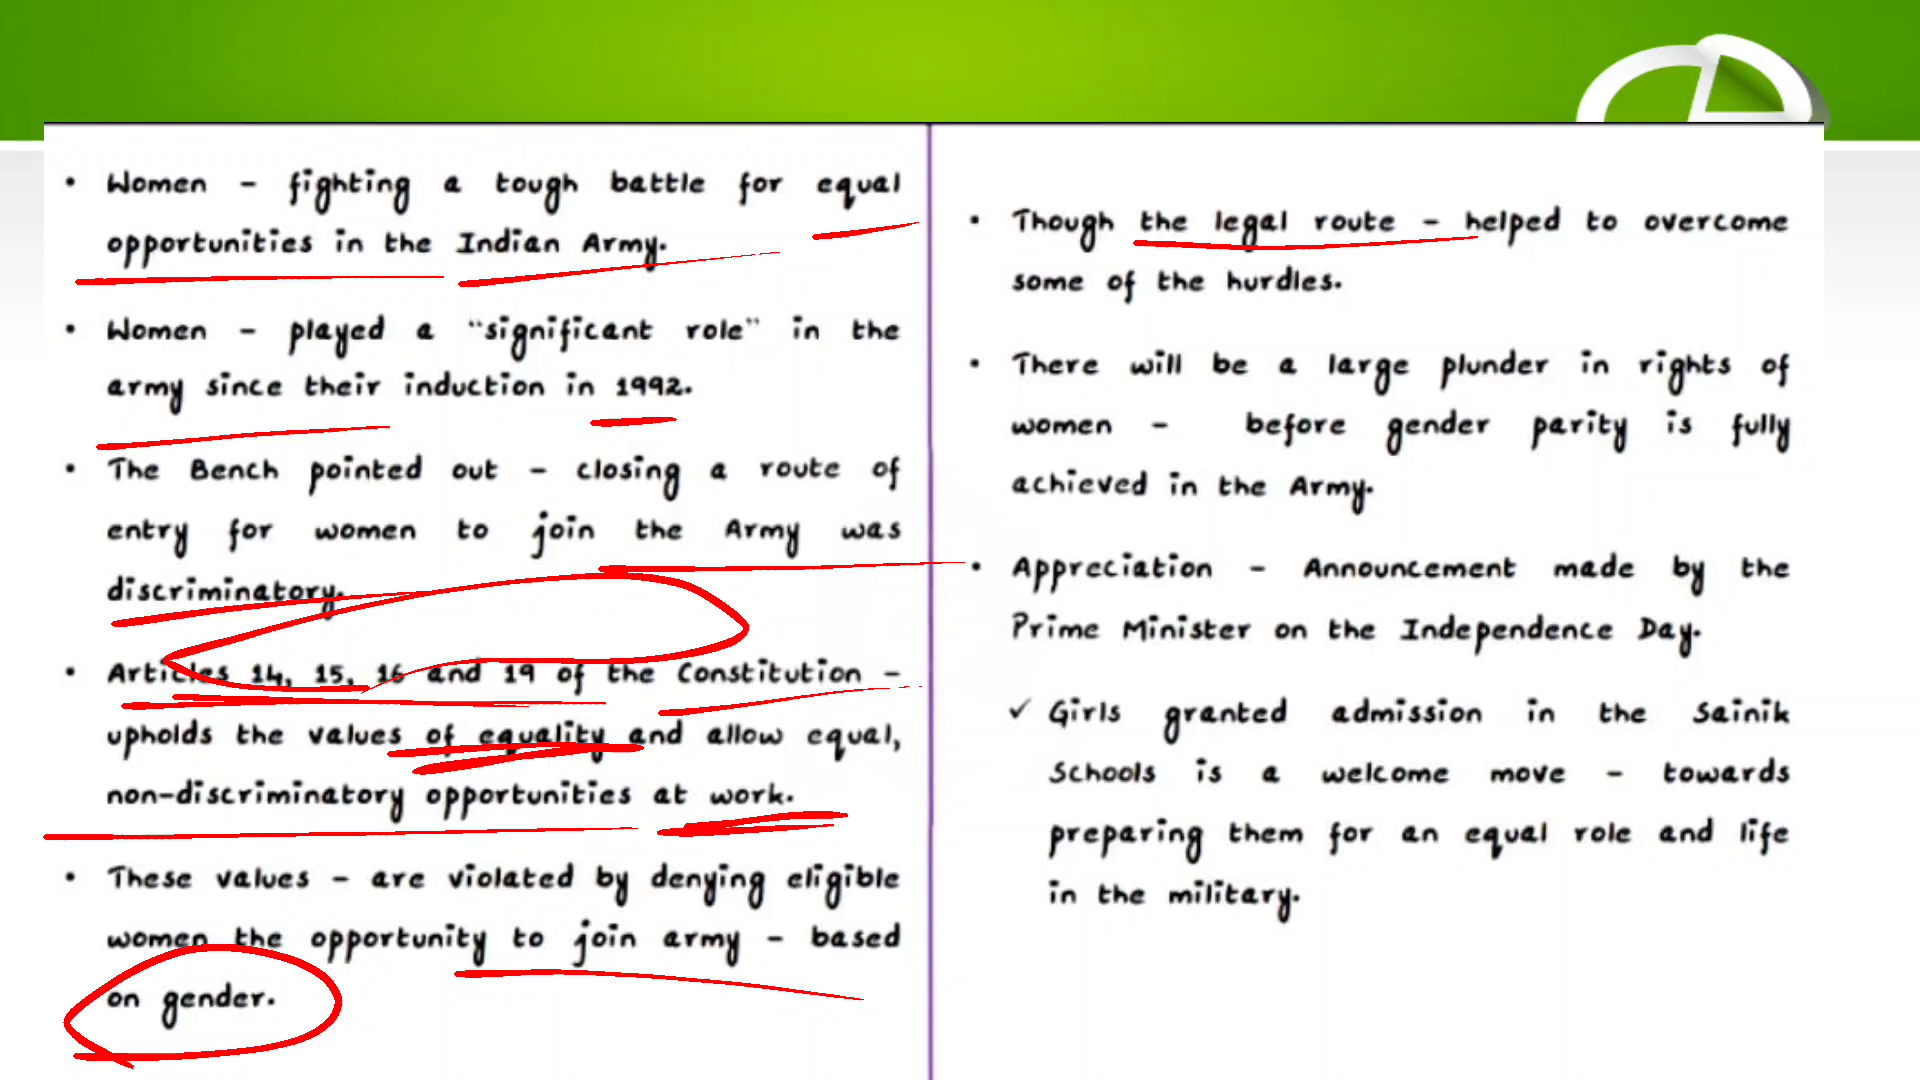 • Women - fighting a tough battle for equal
opportunities in the Indian Army.
• Women - played a "significant role" in the
army since their induction in 1992.
• The Bench pointed out - closing a route of
entry for women to join the Army was
discriminatory.
• Articles 14, 15, 16 and 19 of the Constitution -
upholds the values of equality and allow equal,
non-discriminatory opportunities at work.
• These values - are violated by denying eligible
women the opportunity to join army - based
on gender.
• Though the legal route - helped to overcome
some of the hurdles.
• There will be a large plunder in rights of
women - before gender parity is fully
achieved in the Army.
• Appreciation - Announcement made by the
Prime Minister on the Independence Day.
✓ Girls granted admission in the Sainik
Schools is a welcome move - towards
preparing them for an equal role and life
in the military.